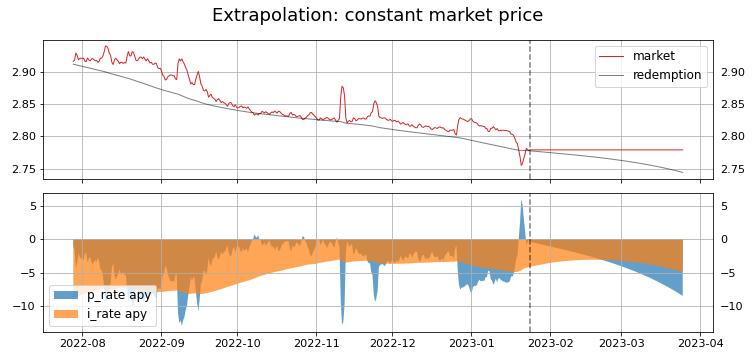 Extrapolation: constant market price
market
redemption
2.90 2.90
2.85 2.85
2.80 2.80
2.75 2.75
5 5
0 0
−5 −5
−10 −10
p_rate apy
i_rate apy
2022-08 2022-09 2022-10 2022-11 2022-12 2023-01 2023-02 2023-03 2023-04